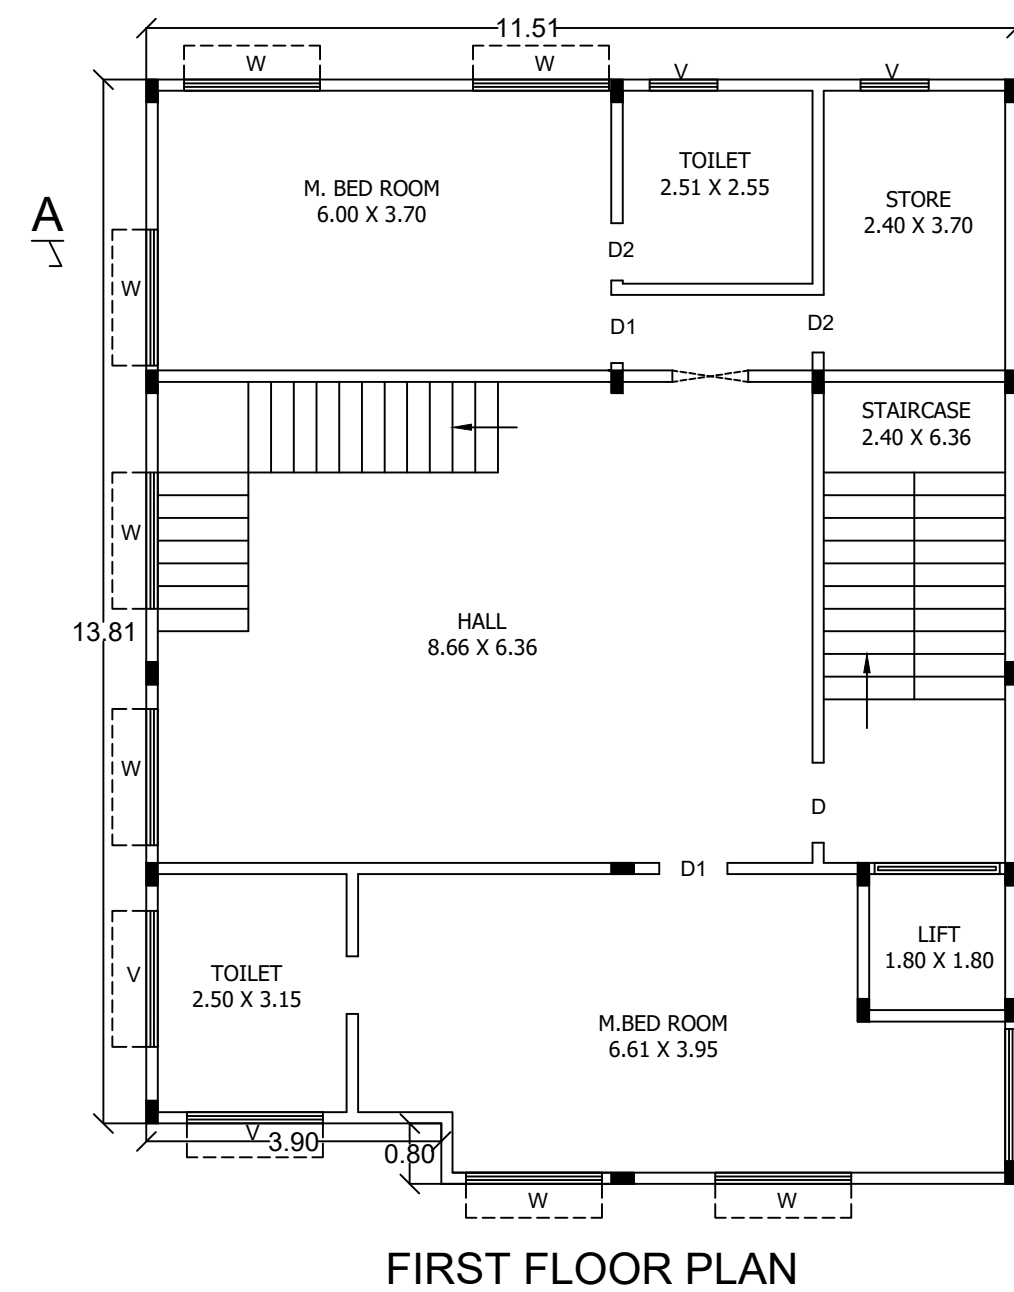 11.51
W
W
V
V
TOILET
2.51 X 2.55
M. BED ROOM
6.00 X 3.70
STORE
2.40 X 3.70
A
D2
W
D1
D2
STAIRCASE
2.40 X 6.36
W
HALL
8.66 X 6.36
13.81
W
D
D1
LIFT
1.80 X 1.80
V
TOILET
2.50 X 3.15
M.BED ROOM
6.61 X 3.95
V
3.90
0.80
W
W
FIRST FLOOR PLAN